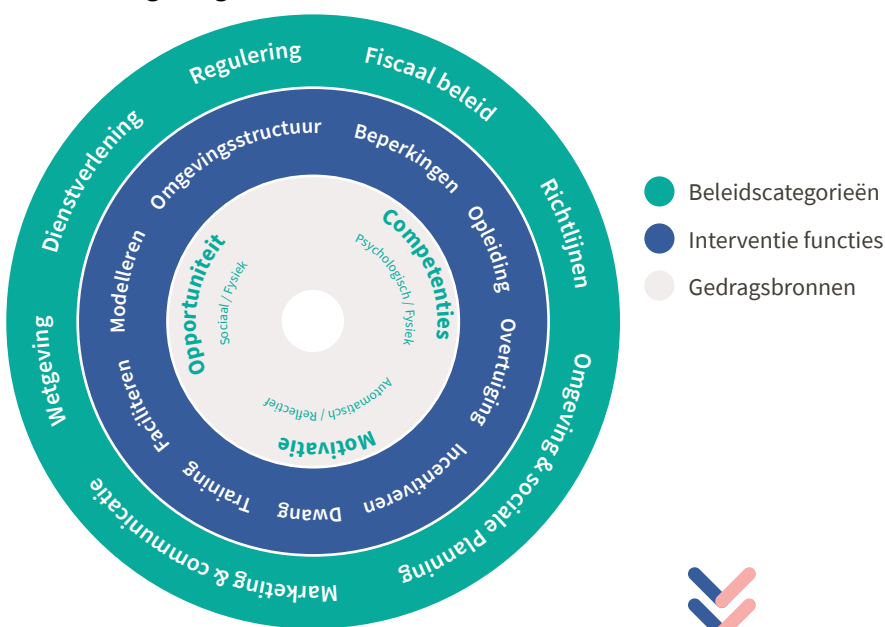 Regulering
Fiscaal beleid
Richtlijnen
Omgeving & sociale Planning
Marketing & communicatie
Wetgeving
Dienstverlening
Omgevingsstructuur
Beperkingen
Opleiding
Overtuiging
Incentiveren
Dwang
Training
Faciliteren
Modelleren
Competenties
Psychologisch / Fysiek
Motivatie
Automatisch / Reflectief
Opportuniteit
Sociaal / Fysiek
Beleidscategorieën
Interventie functies
Gedragsbronnen